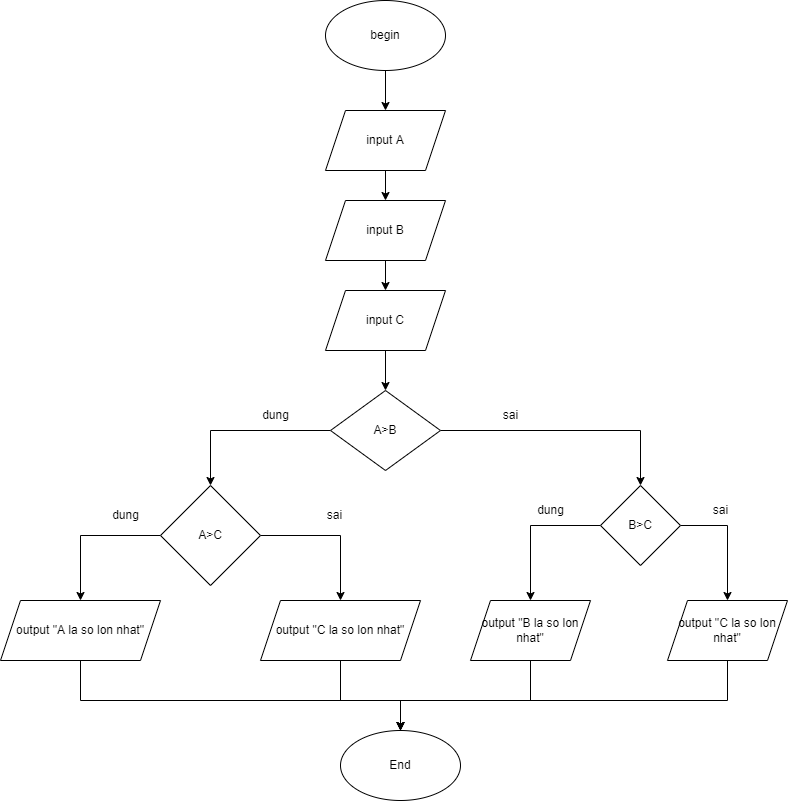 begin
input A
input B
input C
A>B
dung
sai
A>C
dung
sai
B>C
dung
sai
output "A la so lon nhat"
output "C la so lon nhat"
output "B la so lon
nhat"
output "C la so lon
nhat"
End